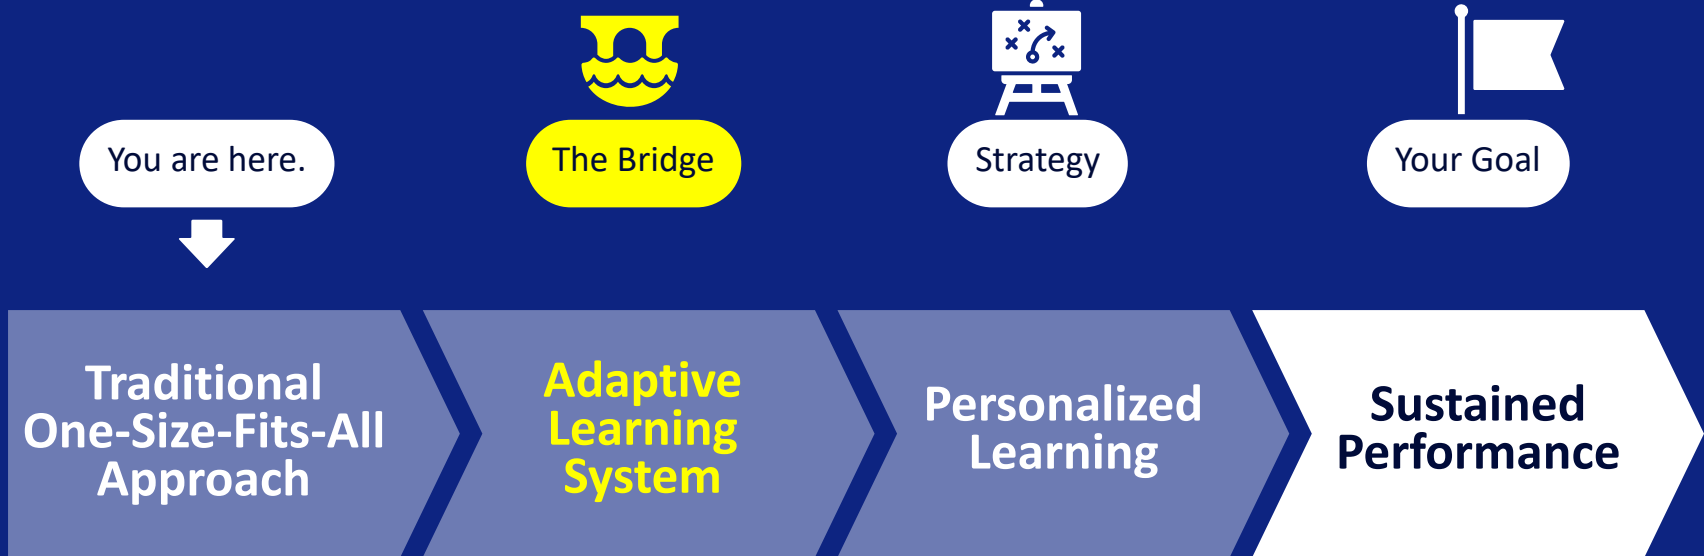 You are here.
The Bridge
Strategy
Your Goal
Traditional
One-Size-Fits-All
Approach
Adaptive
Learning
System
Personalized
Learning
Sustained
Performance